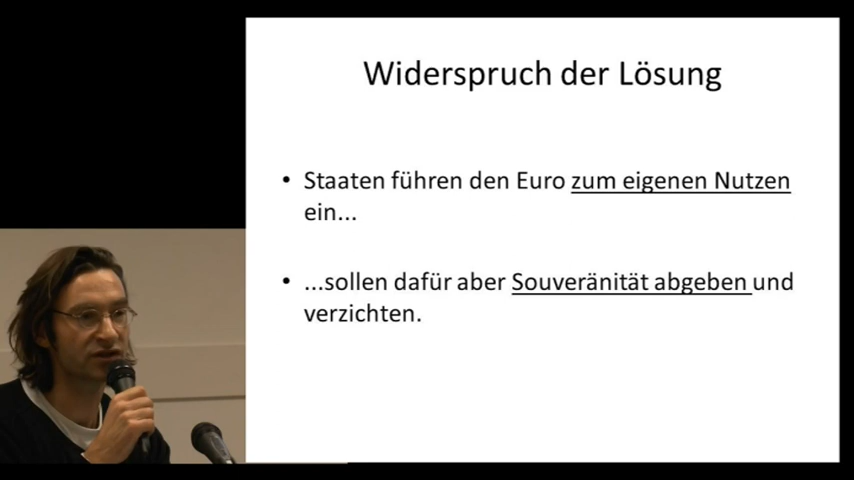 Widerspruch der Lösung
• Staaten führen den Euro zum eigenen Nutzen
ein...
• ...sollen dafür aber Souveränität abgeben und
verzichten.